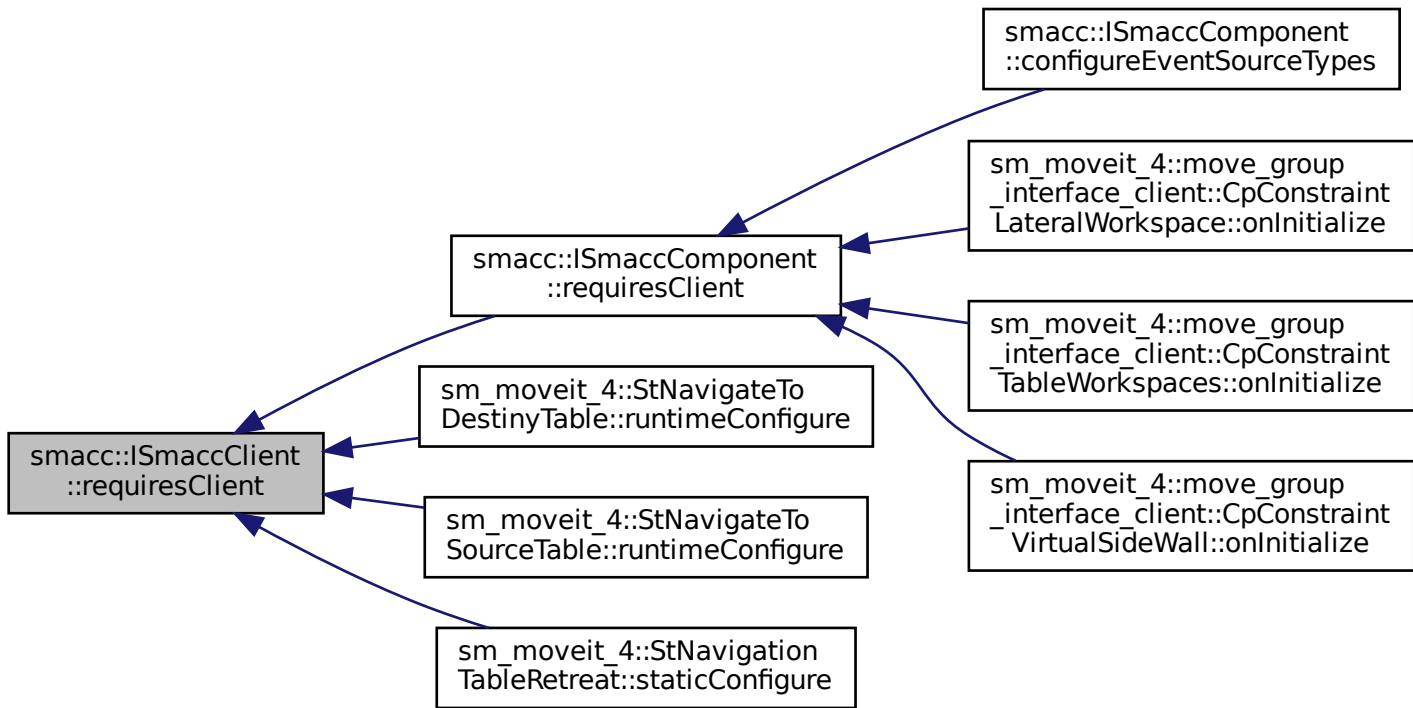 smacc::ISmaccClient
::requiresClient
smacc::ISmaccComponent
::requiresClient
sm_moveit_4::StNavigateTo
DestinyTable::runtimeConfigure
sm_moveit_4::StNavigateTo
SourceTable::runtimeConfigure
sm_moveit_4::StNavigation
TableRetreat::staticConfigure
smacc::ISmaccComponent
::configureEventSourceTypes
sm_moveit_4::move_group
_interface_client::CpConstraint
LateralWorkspace::onInitialize
sm_moveit_4::move_group
_interface_client::CpConstraint
TableWorkspaces::onInitialize
sm_moveit_4::move_group
_interface_client::CpConstraint
VirtualSideWall::onInitialize